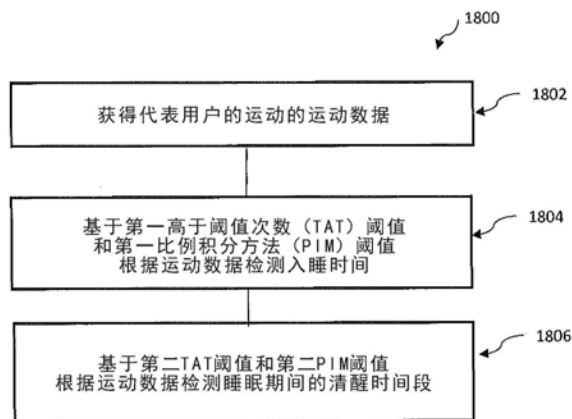 1800
获得代表用户的运动的运动数据
1802
基于第一高于阈值次数（TAT）阈值
和第一比例积分方法（PIM）阈值
根据运动数据检测入睡时间
1804
基于第二TAT阈值和第二PIM阈值
根据运动数据检测睡眠期间的清醒时间段
1806